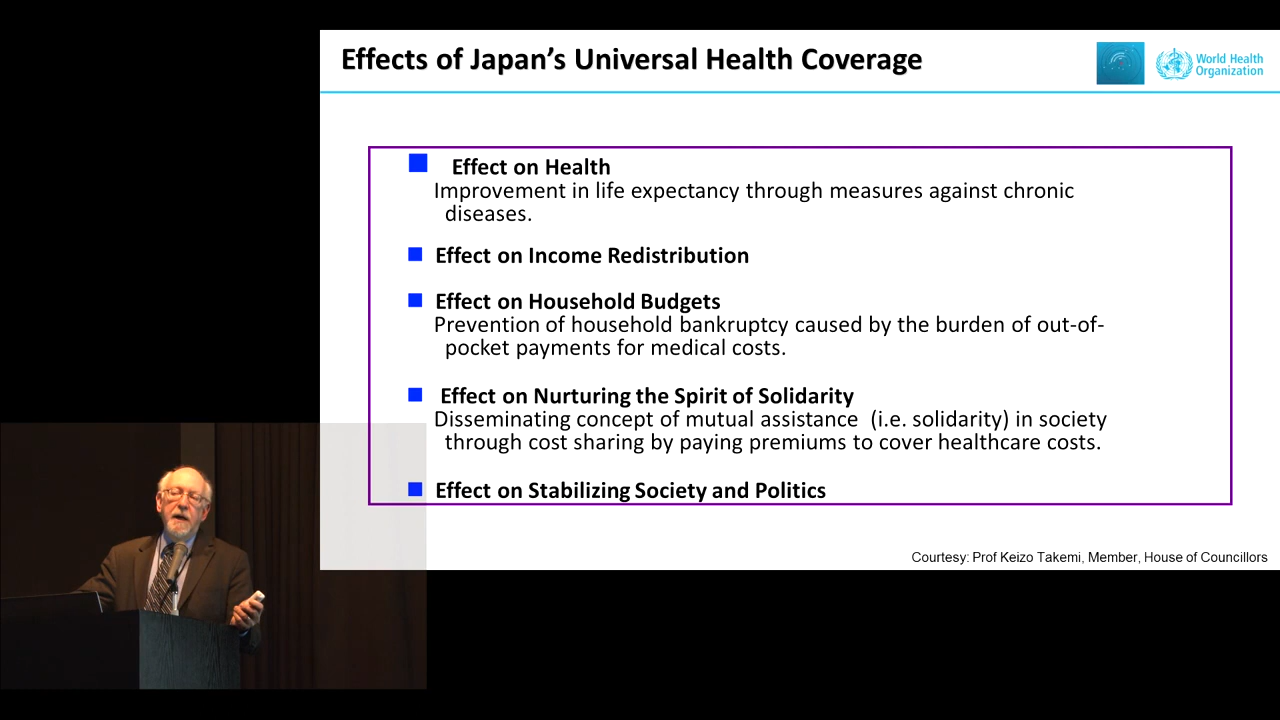 Effects of Japan's Universal Health Coverage
World Health
Organization
Effect on Health
Improvement in life expectancy through measures against chronic
diseases.
Effect on Income Redistribution
Effect on Household Budgets
Prevention of household bankruptcy caused by the burden of out-of-
pocket payments for medical costs.
Effect on Nurturing the Spirit of Solidarity
Disseminating concept of mutual assistance (i.e. solidarity) in society
through cost sharing by paying premiums to cover healthcare costs.
Effect on Stabilizing Society and Politics
Courtesy: Prof Keizo Takemi, Member, House of Councillors